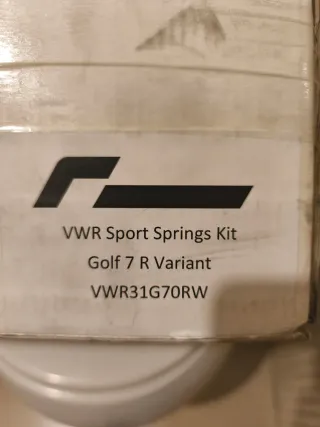 VWR Sport Springs Kit
Golf 7 R Variant
VWR31G70RW